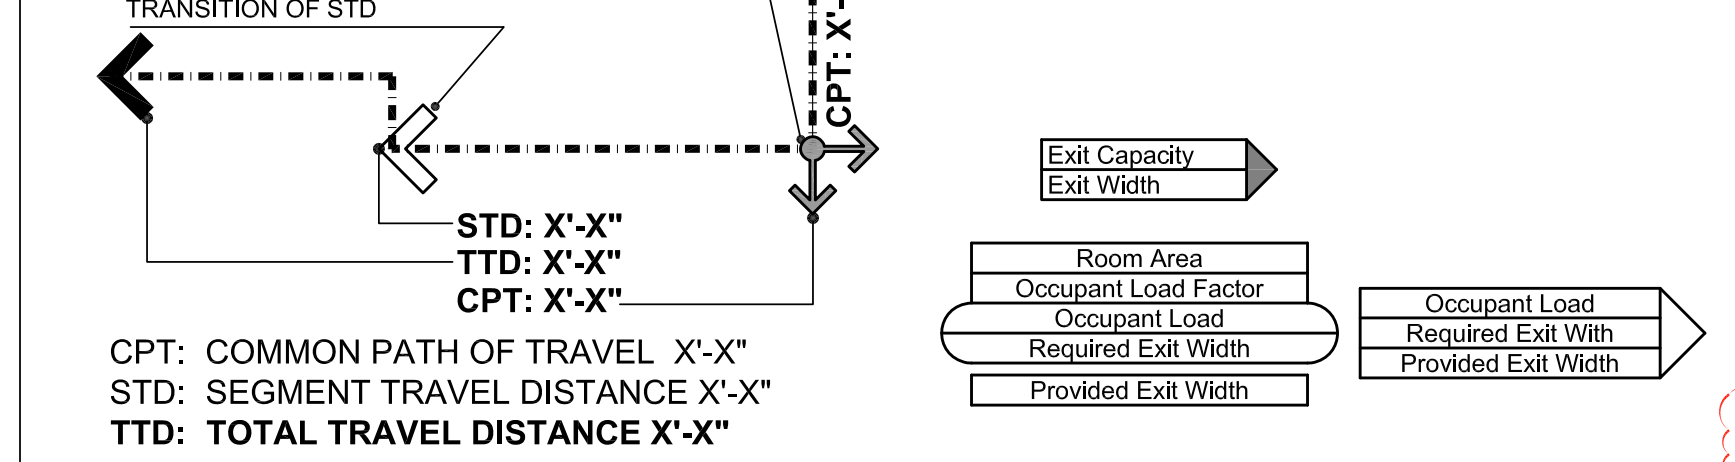 TRANSITION OF STD
CPT: X'-
STD: X'-X"
TTD: X'-X"
CPT: X'-X"
CPT: COMMON PATH OF TRAVEL X'-X"
STD: SEGMENT TRAVEL DISTANCE X'-X"
TTD: TOTAL TRAVEL DISTANCE X'-X"
Exit Capacity
Exit Width
Room Area
Occupant Load Factor
Occupant Load
Required Exit Width
Provided Exit Width
Occupant Load
Required Exit With
Provided Exit Width